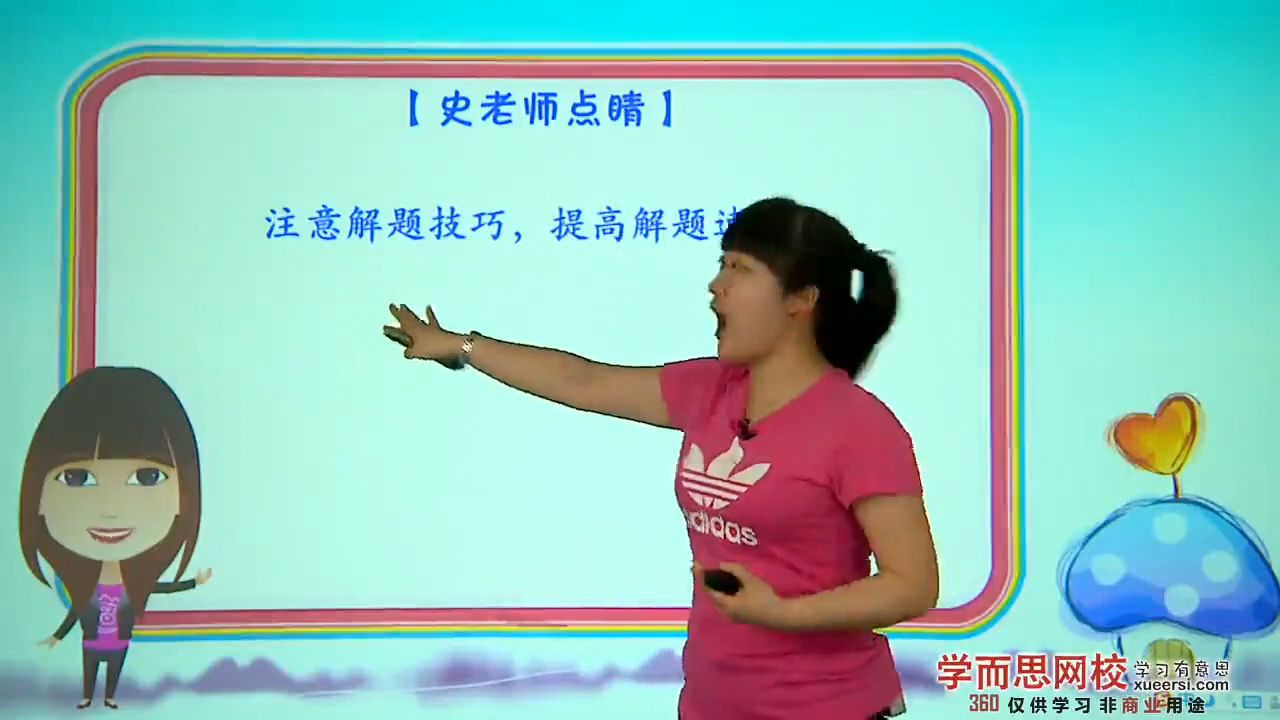 【史老师点睛】
注意解题技巧，提高解题速
adidas
学而思网校 学习有意思
xueersi.com
360 仅供学习 非商业用途